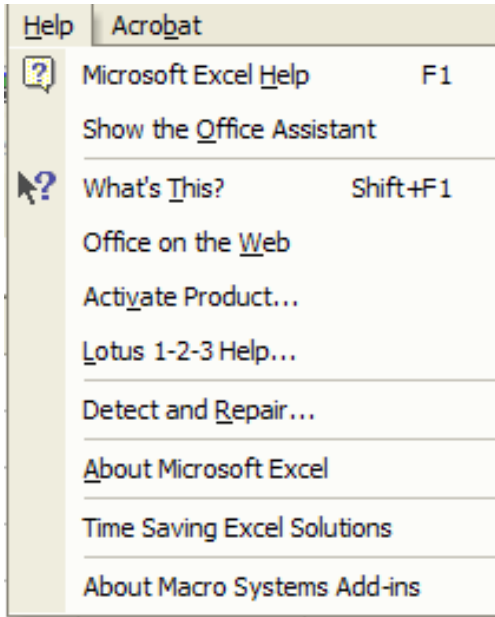 Help Acrobat
Microsoft Excel Help F1
Show the Office Assistant
What's This? Shift+F1
Office on the Web
Activate Product...
Lotus 1-2-3 Help...
Detect and Repair...
About Microsoft Excel
Time Saving Excel Solutions
About Macro Systems Add-ins